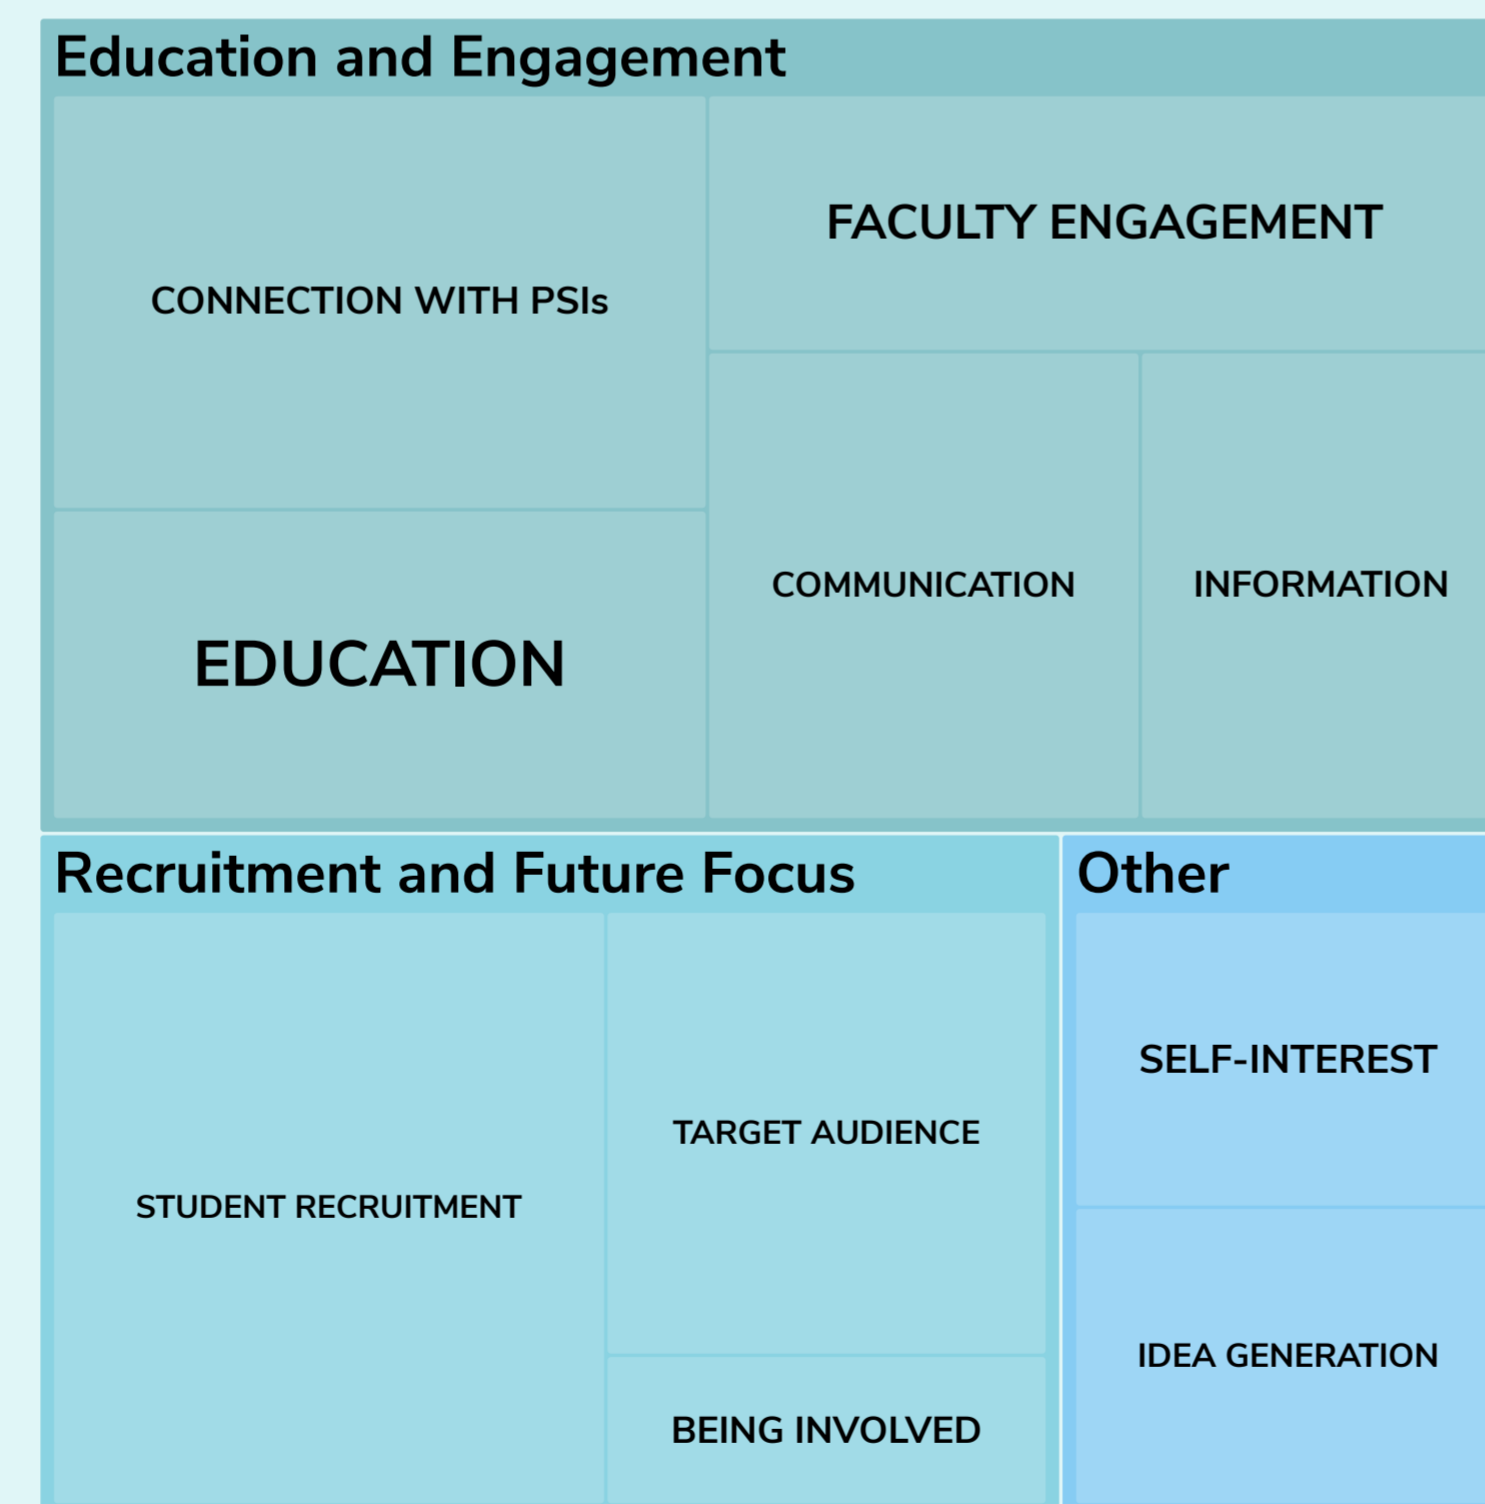 Education and Engagement
CONNECTION WITH PSIs
FACULTY ENGAGEMENT
EDUCATION
COMMUNICATION
INFORMATION
Recruitment and Future Focus
STUDENT RECRUITMENT
TARGET AUDIENCE
BEING INVOLVED
Other
SELF-INTEREST
IDEA GENERATION